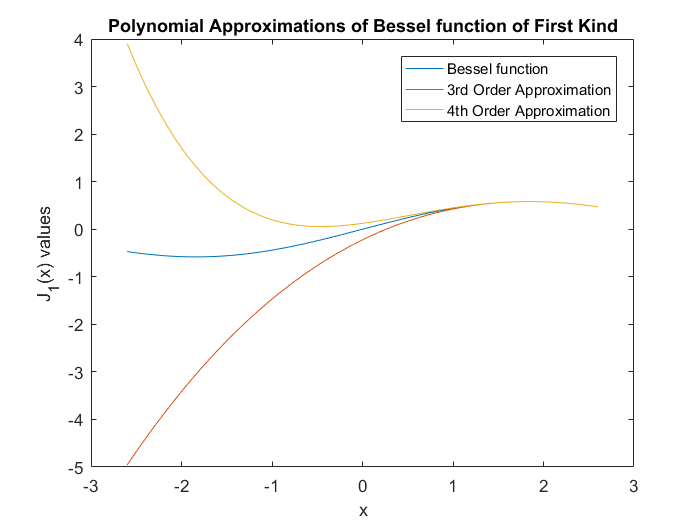 Polynomial Approximations of Bessel function of First Kind
4
3
2
1
0
-1
-2
-3
-4
-5
J1(x) values
Bessel function
3rd Order Approximation
4th Order Approximation
-3 -2 -1 0 1 2 3
x